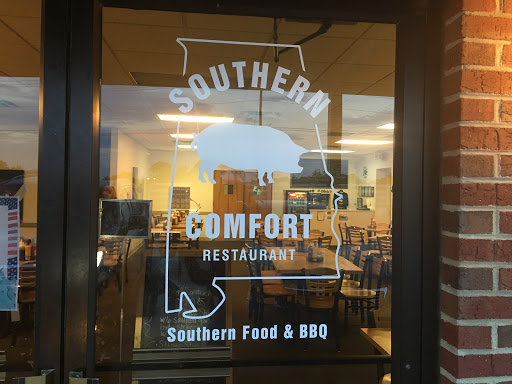 SOUTHERN
COMFORT
RESTAURANT
Southern Food & BBQ